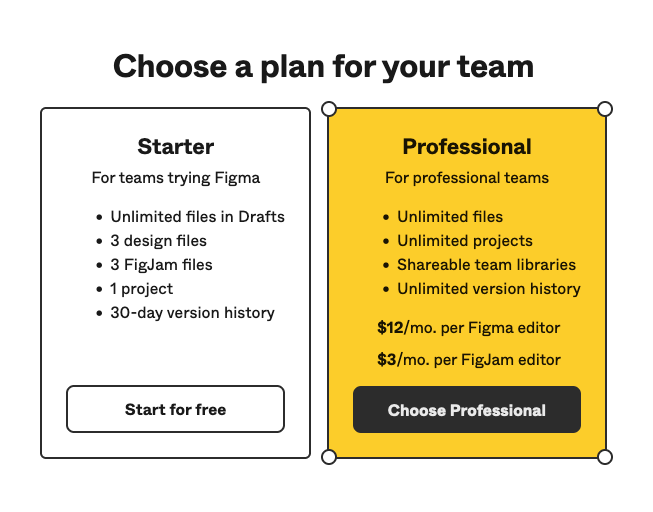 Choose a plan for your team
Starter
For teams trying Figma
• Unlimited files in Drafts
• 3 design files
• 3 FigJam files
• 1 project
• 30-day version history
Start for free
Professional
For professional teams
• Unlimited files
• Unlimited projects
• Shareable team libraries
• Unlimited version history
$12/mo. per Figma editor
$3/mo. per FigJam editor
Choose Professional